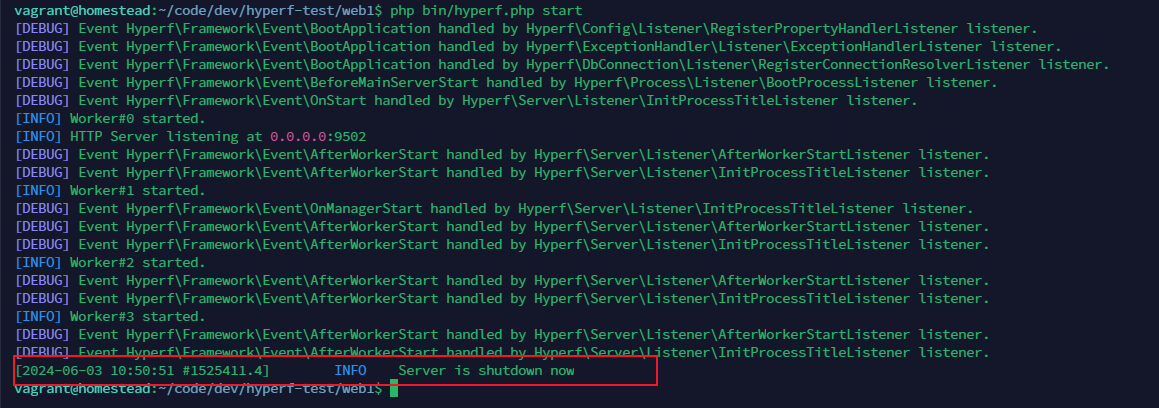 vagrant@homestead:~/code/dev/hyperf-test/web1$ php bin/hyperf.php start
[DEBUG] Event Hyperf\Framework\Event\BootApplication handled by Hyperf\Config\Listener\RegisterPropertyHandlerListener listener.
[DEBUG] Event Hyperf\Framework\Event\BootApplication handled by Hyperf\ExceptionHandler\Listener\ExceptionHandlerListener listener.
[DEBUG] Event Hyperf\Framework\Event\BootApplication handled by Hyperf\DbConnection\Listener\RegisterConnectionResolverListener listener.
[DEBUG] Event Hyperf\Framework\Event\BeforeMainServerStart handled by Hyperf\Process\Listener\BootProcessListener listener.
[DEBUG] Event Hyperf\Framework\Event\OnStart handled by Hyperf\Server\Listener\InitProcessTitleListener listener.
[INFO] Worker#0 started.
[INFO] HTTP Server listening at 0.0.0.0:9502
[DEBUG] Event Hyperf\Framework\Event\AfterWorkerStart handled by Hyperf\Server\Listener\AfterWorkerStartListener listener.
[DEBUG] Event Hyperf\Framework\Event\AfterWorkerStart handled by Hyperf\Server\Listener\InitProcessTitleListener listener.
[INFO] Worker#1 started.
[DEBUG] Event Hyperf\Framework\Event\OnManagerStart handled by Hyperf\Server\Listener\InitProcessTitleListener listener.
[DEBUG] Event Hyperf\Framework\Event\AfterWorkerStart handled by Hyperf\Server\Listener\AfterWorkerStartListener listener.
[DEBUG] Event Hyperf\Framework\Event\AfterWorkerStart handled by Hyperf\Server\Listener\InitProcessTitleListener listener.
[INFO] Worker#2 started.
[DEBUG] Event Hyperf\Framework\Event\AfterWorkerStart handled by Hyperf\Server\Listener\AfterWorkerStartListener listener.
[DEBUG] Event Hyperf\Framework\Event\AfterWorkerStart handled by Hyperf\Server\Listener\InitProcessTitleListener listener.
[INFO] Worker#3 started.
[DEBUG] Event Hyperf\Framework\Event\AfterWorkerStart handled by Hyperf\Server\Listener\AfterWorkerStartListener listener.
[DEBUG] Event Hyperf\Framework\Event\AfterWorkerStart handled by Hyperf\Server\Listener\InitProcessTitleListener listener.
[2024-06-03 10:50:51 #1525411.4] INFO Server is shutdown now
vagrant@homestead:~/code/dev/hyperf-test/web1$